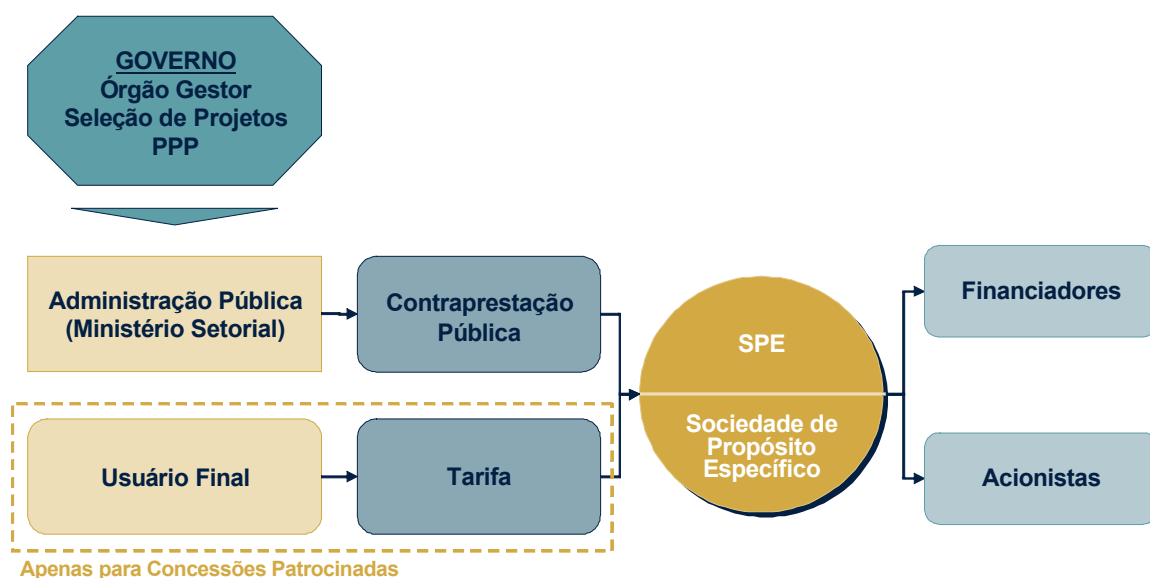 GOVERNO
Órgão Gestor
Seleção de Projetos
PPP
Administração Pública
(Ministério Setorial)
Contraprestação
Pública
SPE
Sociedade de
Propósito
Específico
Financiadores
Usuário Final
Tarifa
Acionistas
Apenas para Concessões Patrocinadas